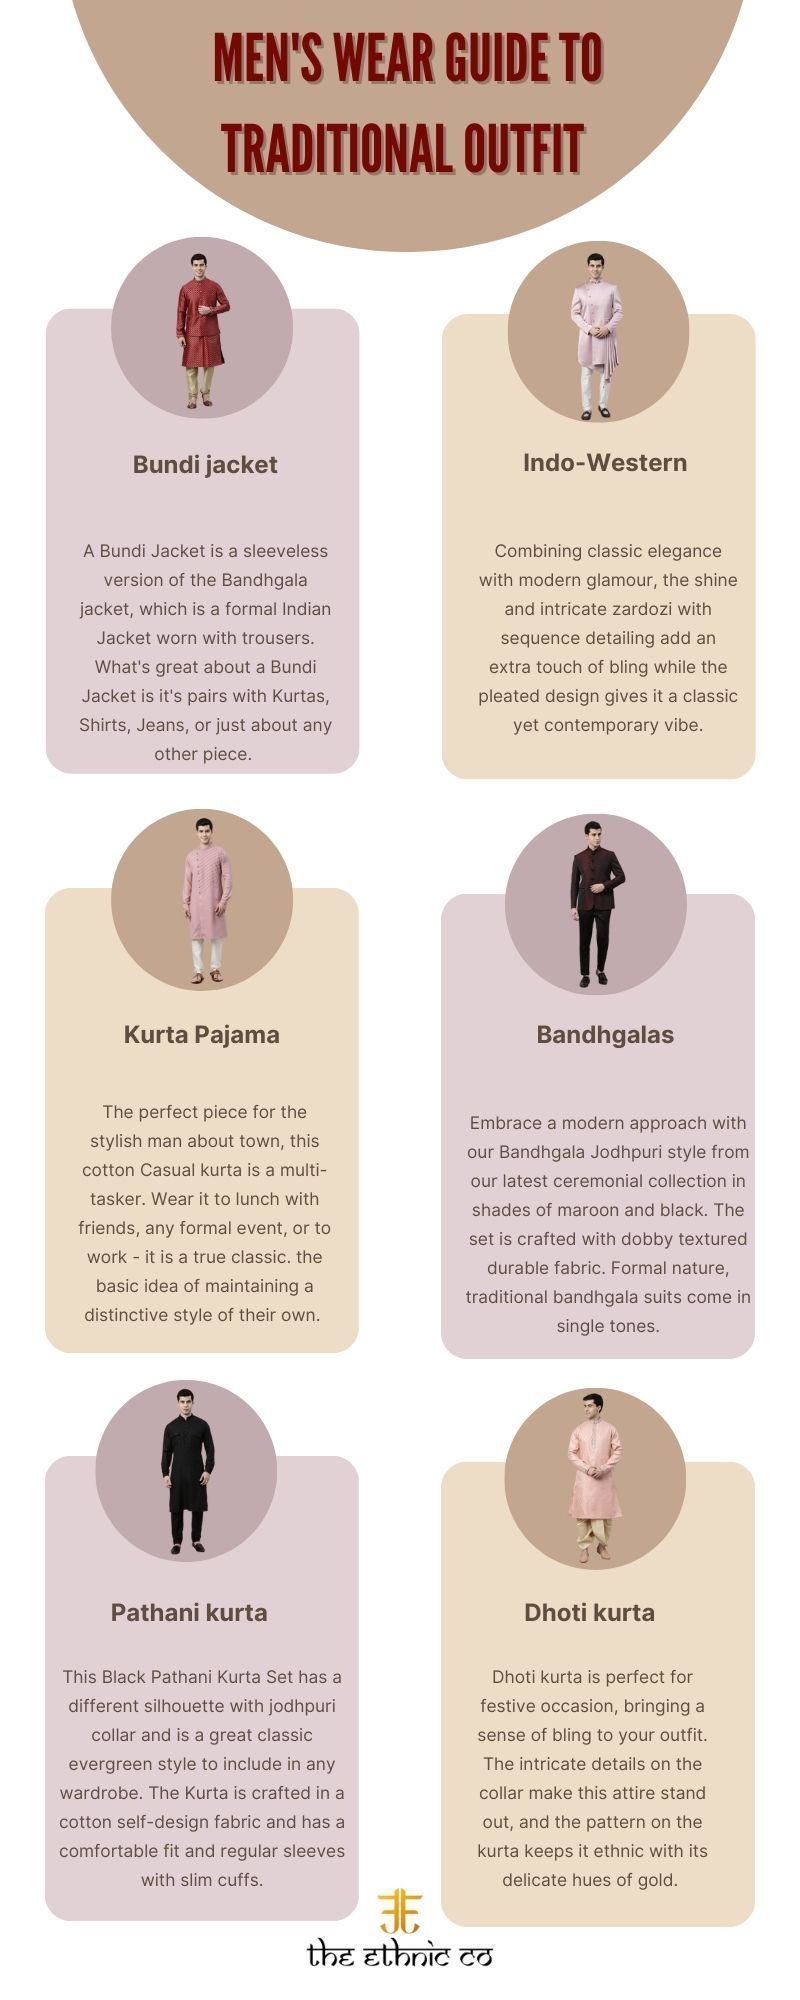 MEN'S WEAR GUIDE TO
TRADITIONAL OUTFIT
Bundi jacket
A Bundi Jacket is a sleeveless
version of the Bandhgala
jacket, which is a formal Indian
Jacket worn with trousers.
What's great about a Bundi
Jacket is it's pairs with Kurtas,
Shirts, Jeans, or just about any
other piece.
Indo-Western
Combining classic elegance
with modern glamour, the shine
and intricate zardozi with
sequence detailing add an
extra touch of bling while the
pleated design gives it a classic
yet contemporary vibe.
Kurta Pajama
The perfect piece for the
stylish man about town, this
cotton Casual kurta is a multi-
tasker. Wear it to lunch with
friends, any formal event, or to
work - it is a true classic. the
basic idea of maintaining a
distinctive style of their own.
Bandhgalas
Embrace a modern approach with
our Bandhgala Jodhpuri style from
our latest ceremonial collection in
shades of maroon and black. The
set is crafted with dobby textured
durable fabric. Formal nature,
traditional bandhgala suits come in
single tones.
Pathani kurta
This Black Pathani Kurta Set has a
different silhouette with jodhpuri
collar and is a great classic
evergreen style to include in any
wardrobe. The Kurta is crafted in a
cotton self-design fabric and has a
comfortable fit and regular sleeves
with slim cuffs.
Dhoti kurta
Dhoti kurta is perfect for
festive occasion, bringing a
sense of bling to your outfit.
The intricate details on the
collar make this attire stand
out, and the pattern on the
kurta keeps it ethnic with its
delicate hues of gold.
the ethnic co